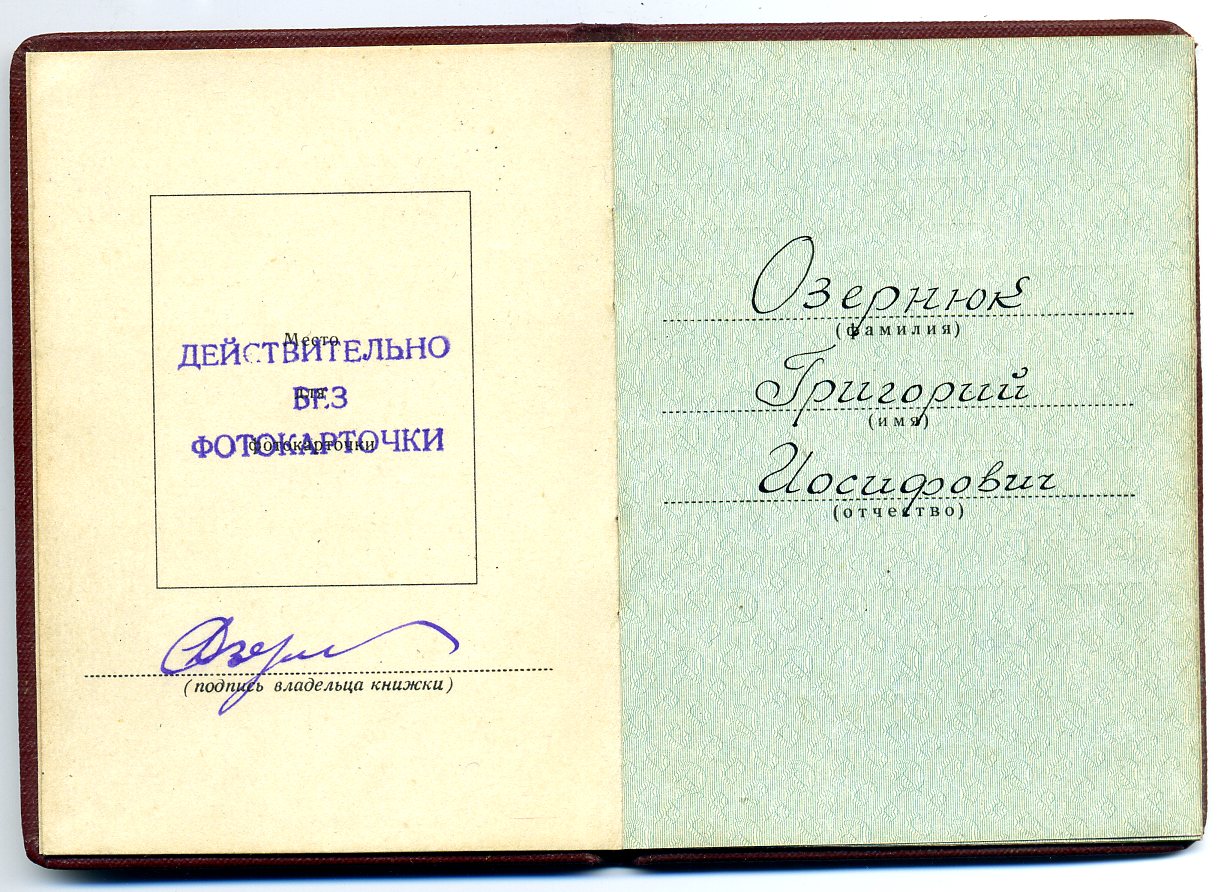 Место
ДЕЙСТВИТЕЛЬНО
для
БЕЗ
фотокарточки
ФОТОКАРТОЧКИ
(подпись владельца книжки)
Озернюк
(фамилия)
Григорий
(имя)
Иосифович
(отчество)